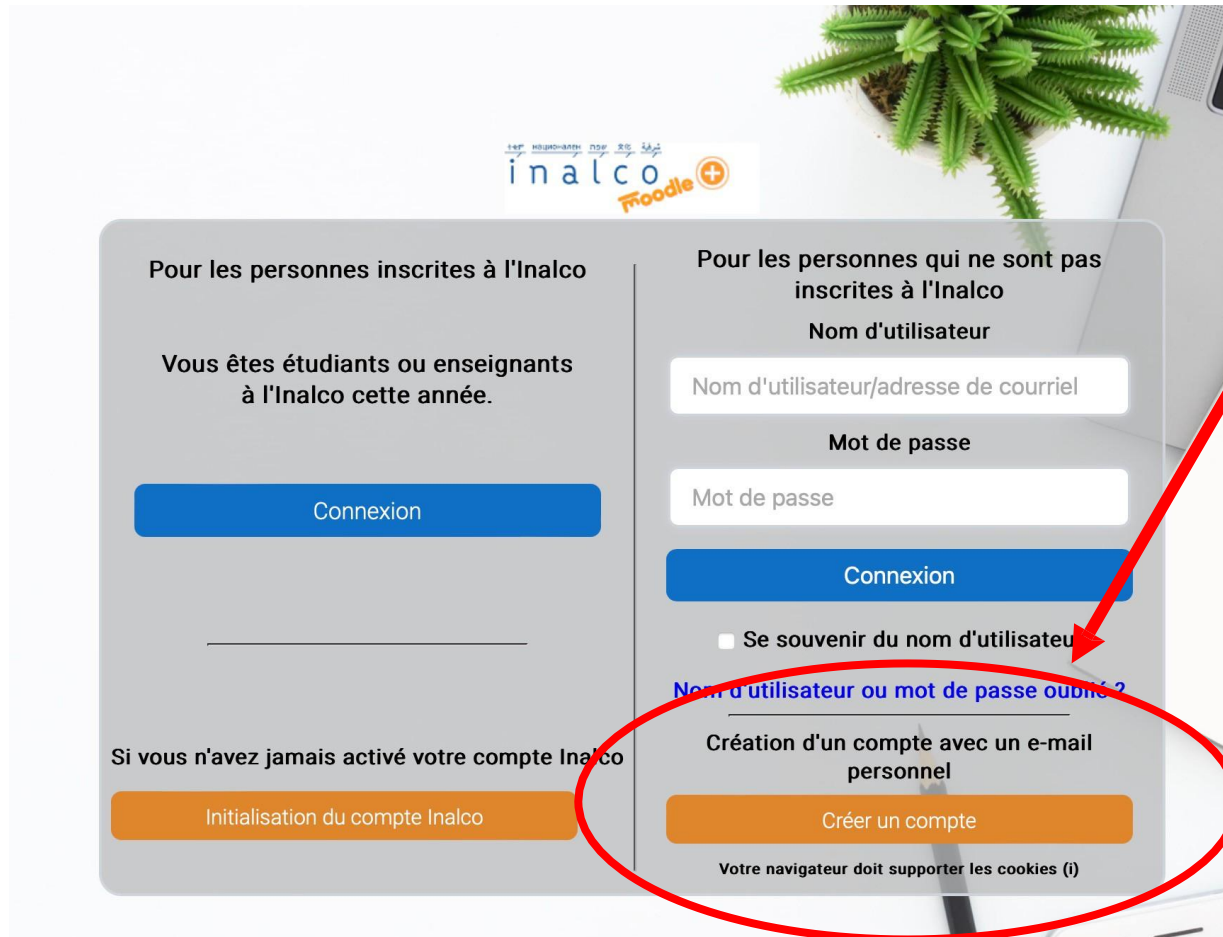 inalco
moodle
Pour les personnes inscrites à l'Inalco
Vous êtes étudiants ou enseignants
à l'Inalco cette année.
Connexion
Si vous n'avez jamais activé votre compte Inalco
Initialisation du compte Inalco
Pour les personnes qui ne sont pas
inscrites à l'Inalco
Nom d'utilisateur
Nom d'utilisateur/adresse de courriel
Mot de passe
Mot de passe
Connexion
Se souvenir du nom d'utilisateu
Nom d'utilisateur ou mot de passe oublié ?
Création d'un compte avec un e-mail
personnel
Créer un compte
Votre navigateur doit supporter les cookies (i)